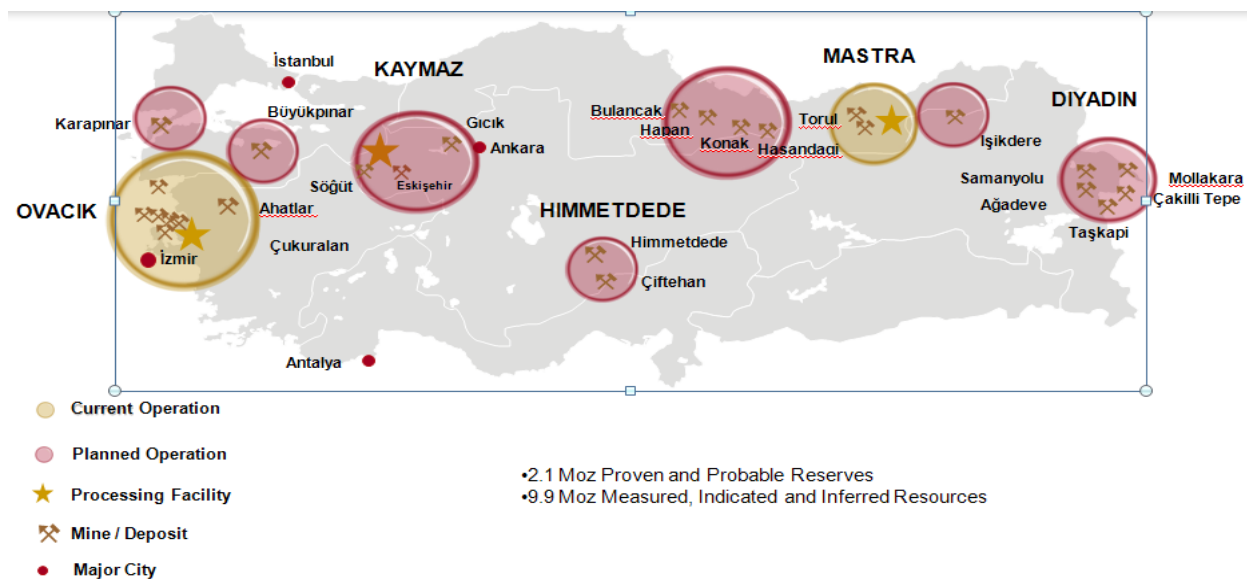 İstanbul
KAYMAZ
MASTRA
Karapınar
Büyükpınar
Gıcık
Ankara
Bulancak
Hapan
Konak
Hasandagi
Torul
DIYADIN
Işikdere
OVACIK
Söğüt
Eskişehir
Ahatlar
Çukuralan
İzmir
HIMMETDEDE
Himmetdede
Çiftehan
Samanyolu
Ağadeve
Mollakara
Çakilli Tepe
Taşkapi
Antalya
Current Operation
Planned Operation
Processing Facility
Mine / Deposit
Major City
•2.1 Moz Proven and Probable Reserves
•9.9 Moz Measured, Indicated and Inferred Resources